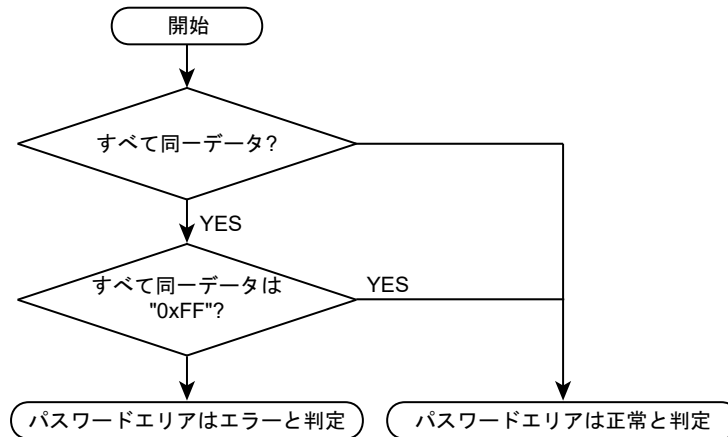 開始
すべて同一データ?
YES
すべて同一データは
"0xFF"?
YES
パスワードエリアはエラーと判定
パスワードエリアは正常と判定